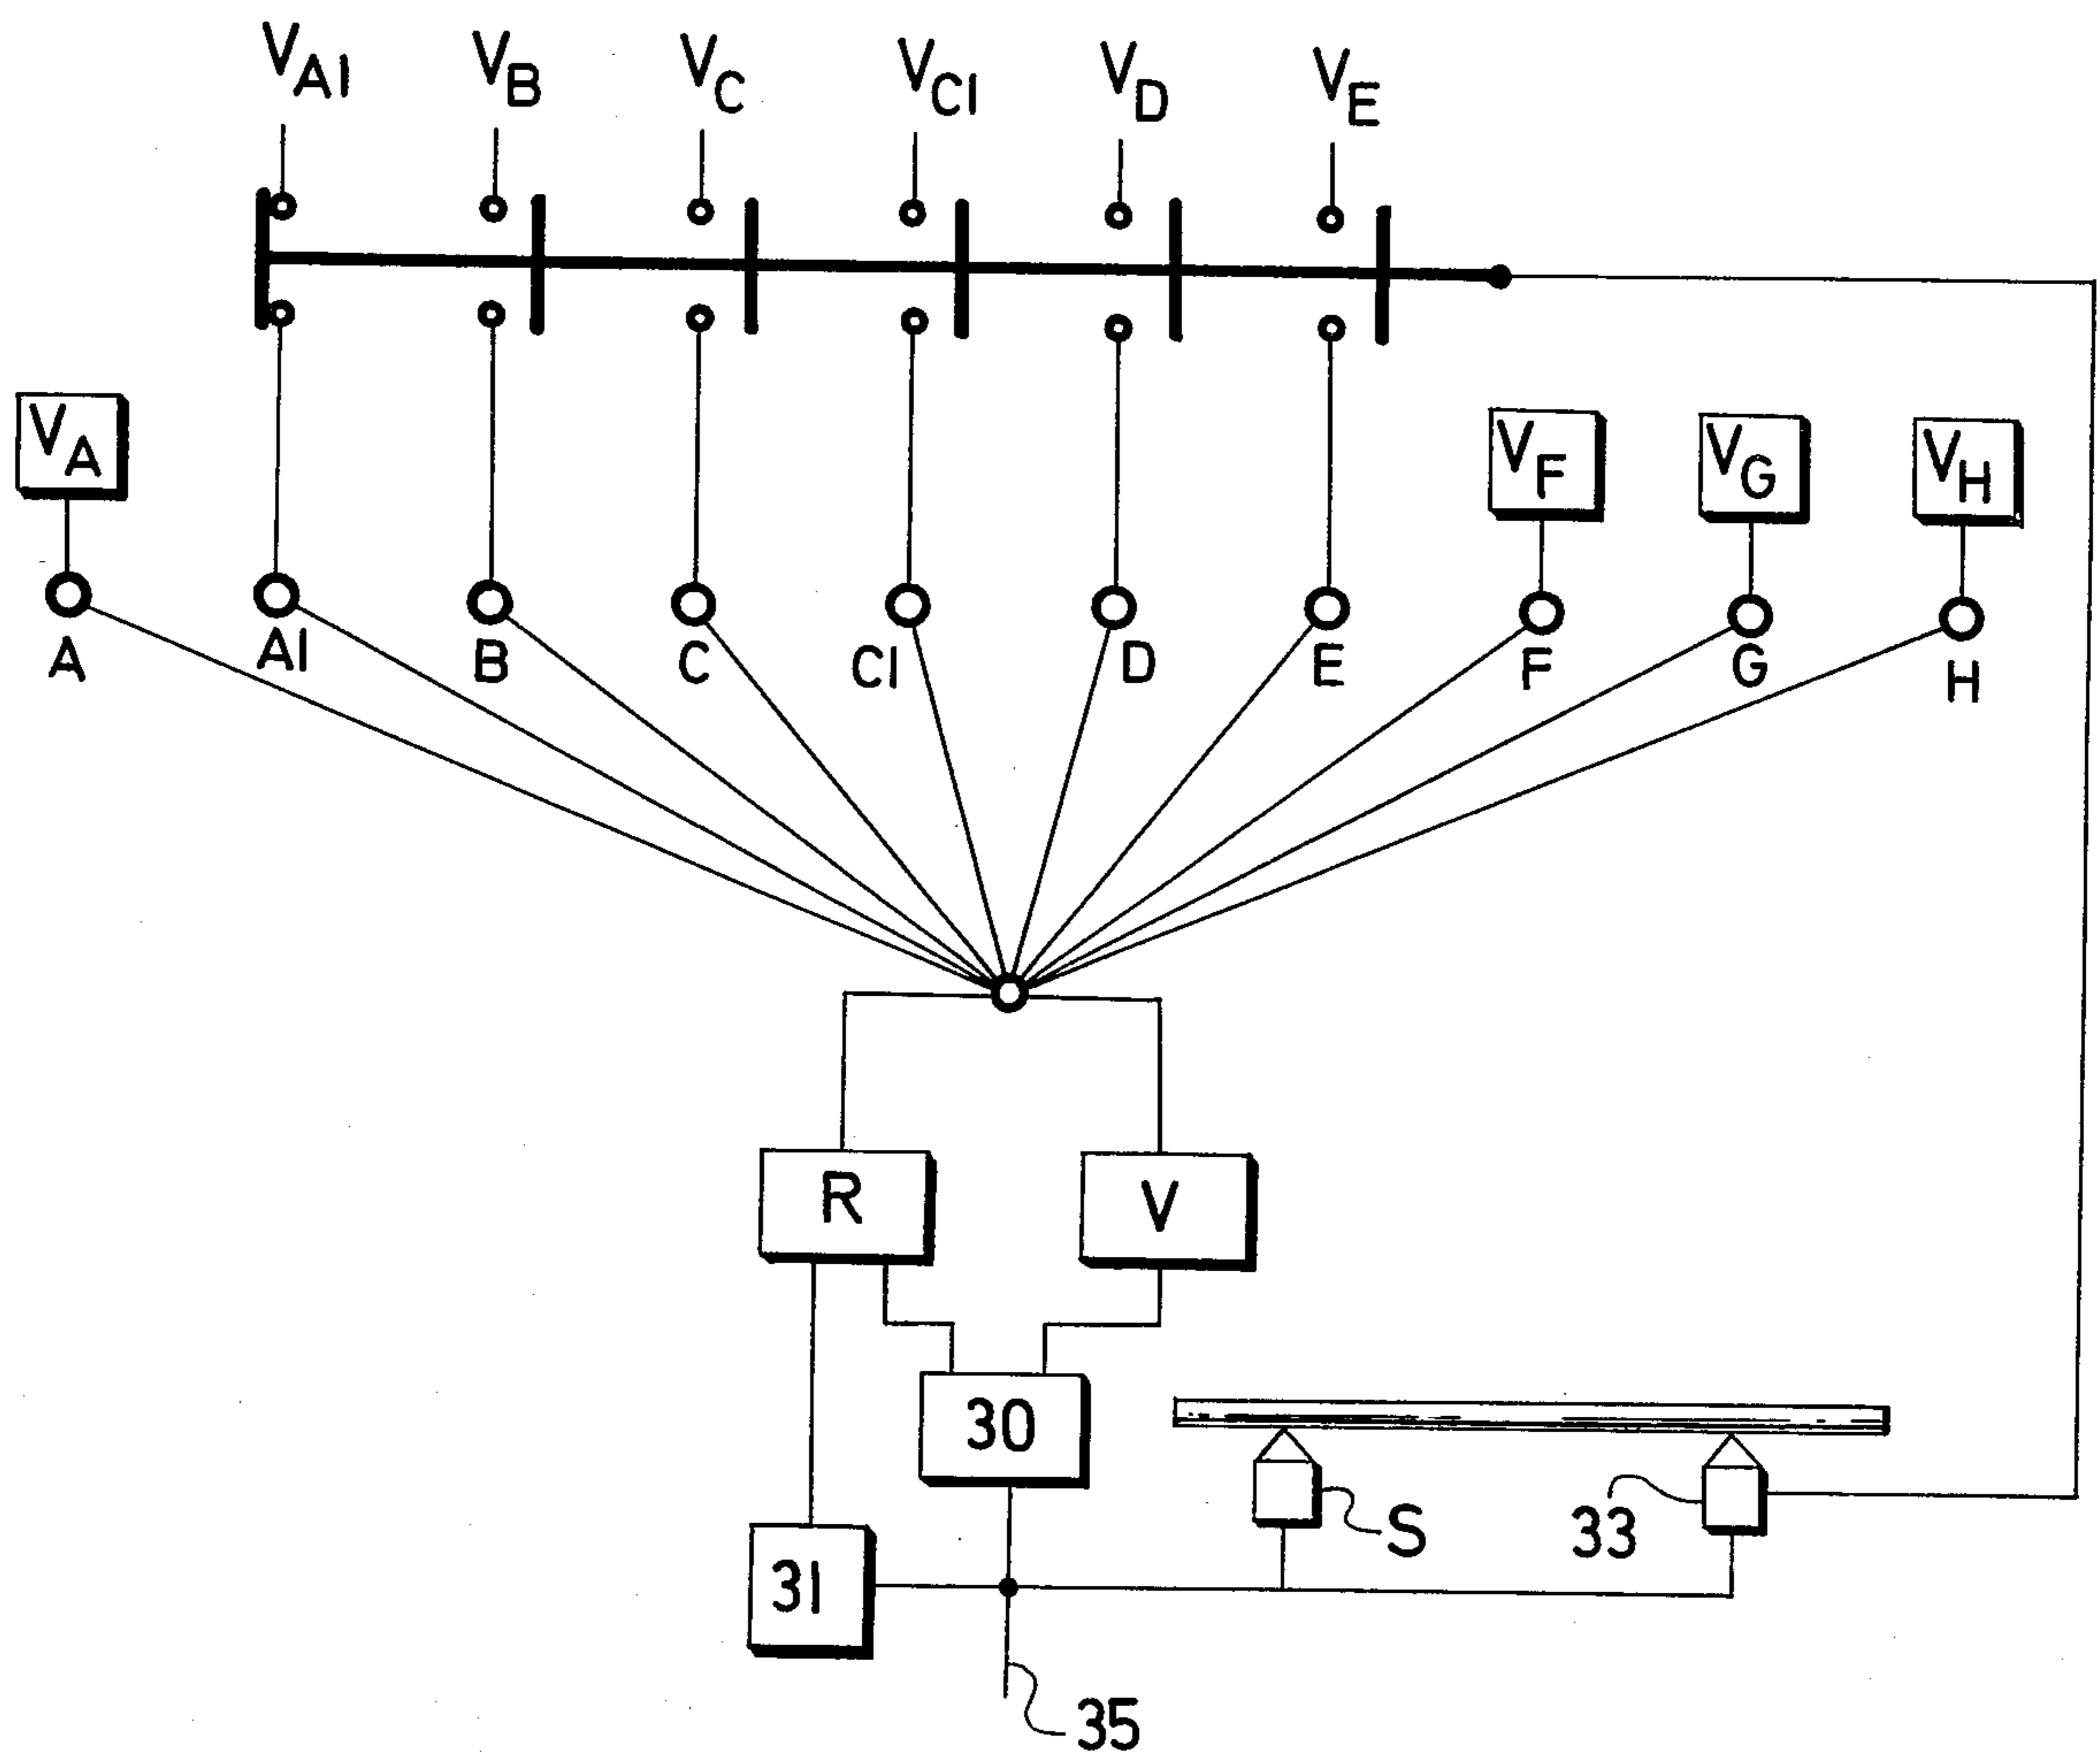 VA1 VB VC VC1 VD VE
VA VF VG VH
A A1 B C C1 D E F G H
R V
30
S 33
31
35